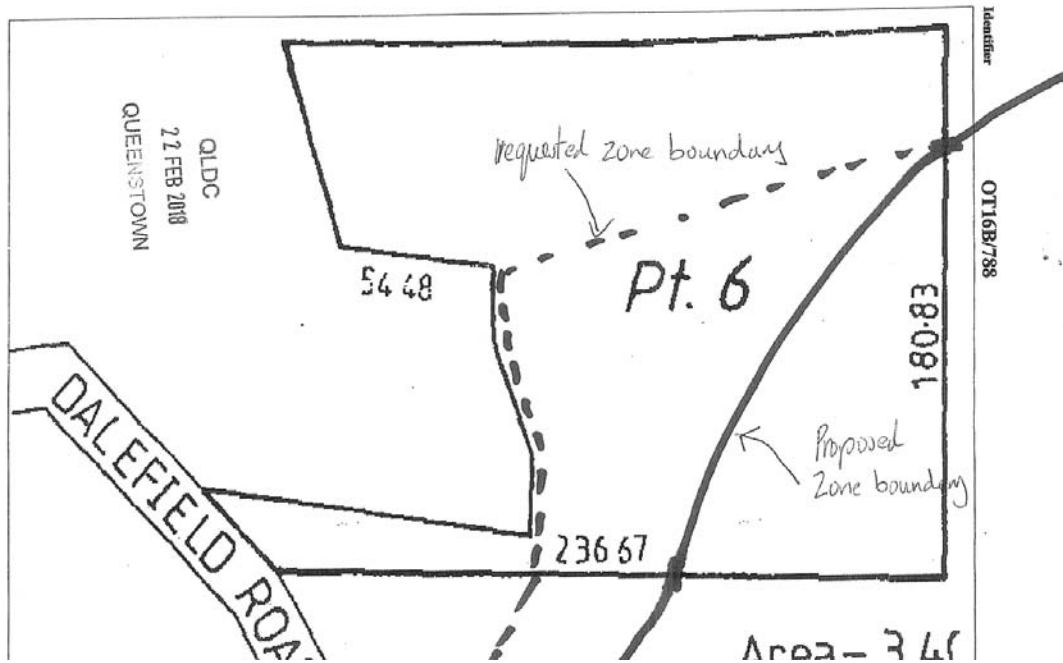 Identifier
OT16B/788
QLDC
22 FEB 2018
QUEENSTOWN
requested zone boundary
54 48
Pt. 6
180·83
Proposed
Zone boundary
DALEFIELD ROA
236 67
Area - 3.4